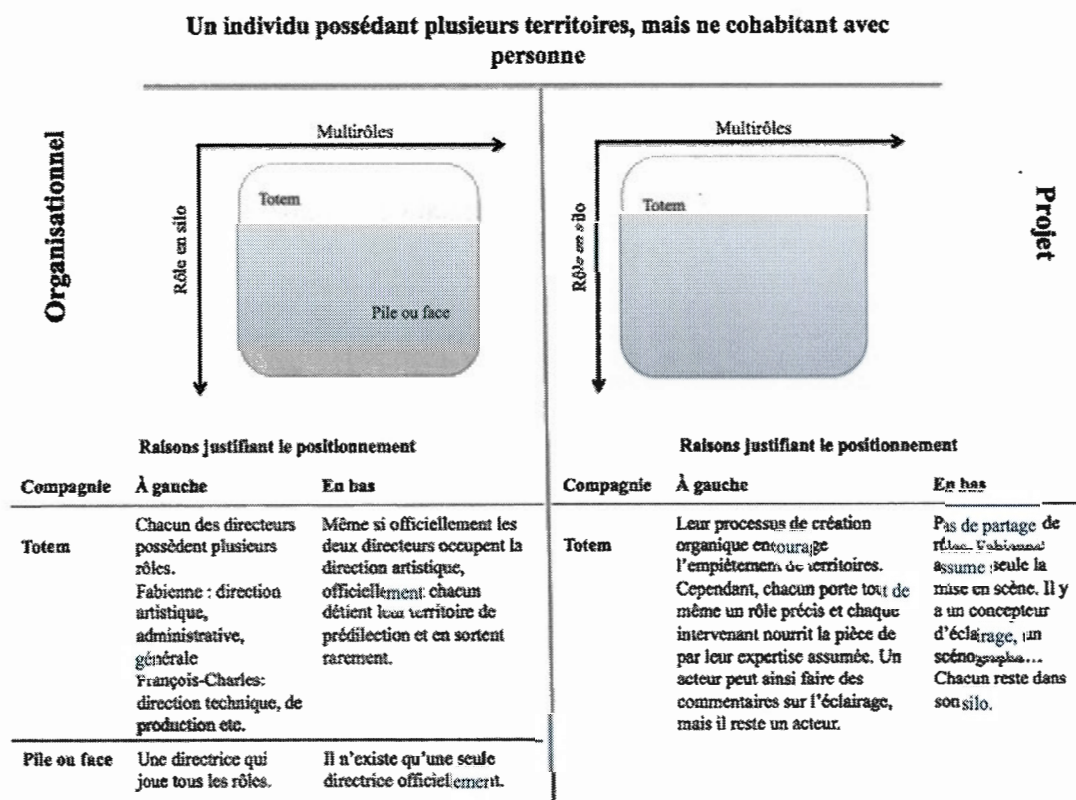 Un individu possédant plusieurs territoires, mais ne cohabitant avec
personne
Organisationnel
Multirôles
Rôle en silo
Totem
Pile ou face
Raisons justifiant le positionnement
Compagnie À gauche En bas
Totem
Chacun des directeurs
possèdent plusieurs
rôles.
Fabienne : direction
artistique,
administrative,
générale
François-Charles:
direction technique, de
production etc.
Même si officiellement les
deux directeurs occupent la
direction artistique,
officiellement chacun
détient leur territoire de
prédilection et en sortent
rarement.
Pile ou face
Une directrice qui
joue tous les rôles.
Il n'existe qu'une seule
directrice officiellement.
Projet
Multirôles
Rôle en silo
Totem
Raisons justifiant le positionnement
Compagnie À gauche En bas
Totem
Leur processus de création
organique entourage
l'empiètement de territoires.
Cependant, chacun porte tout de
même un rôle précis et chaque
intervenant nourrit la pièce de
par leur expertise assumée. Un
acteur peut ainsi faire des
commentaires sur l'éclairage,
mais il reste un acteur.
Pas de partage de
rôles. Fabienne
assume seule la
mise en scène. Il y
a un concepteur
d'éclairage, un
scénographe...
Chacun reste dans
son silo.